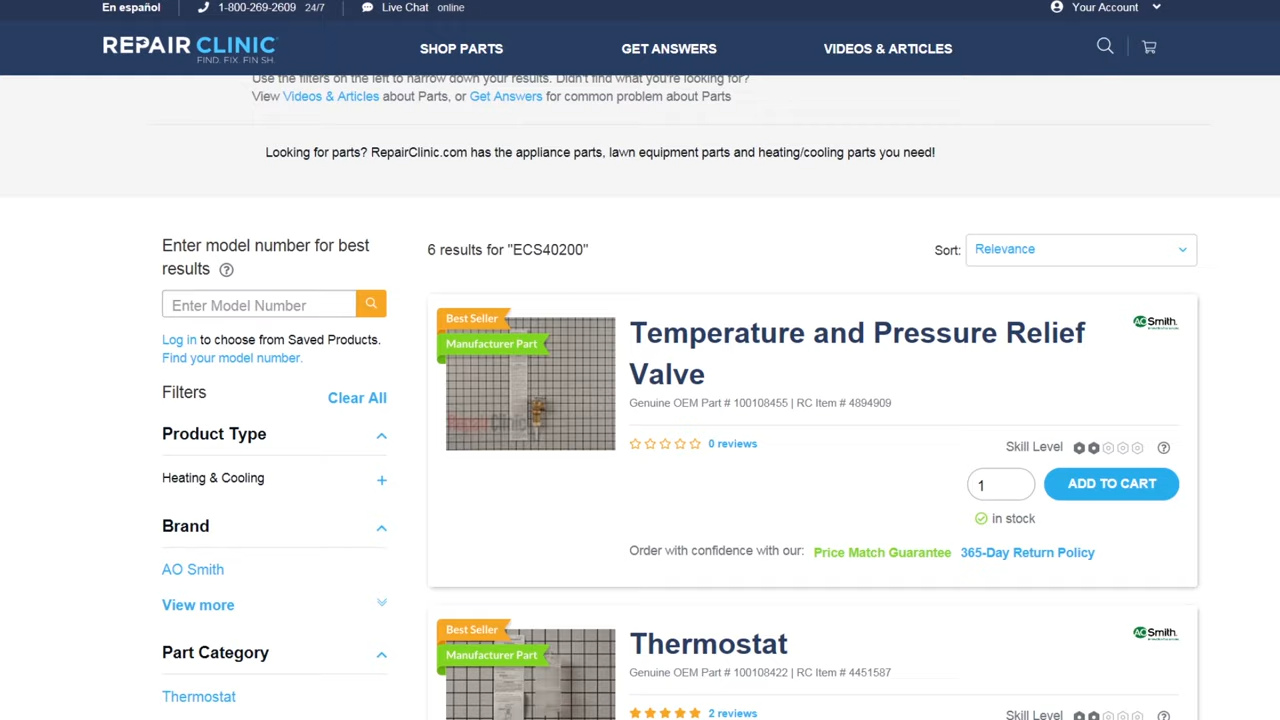 En español 1-800-269-2609 24/7 Live Chat online Your Account
REPAIR CLINIC SHOP PARTS GET ANSWERS VIDEOS & ARTICLES
FIND. FIX. FINISH.
Use the filters on the left to narrow down your results. Didn't find what you're looking for?
View Videos & Articles about Parts, or Get Answers for common problem about Parts
Looking for parts? RepairClinic.com has the appliance parts, lawn equipment parts and heating/cooling parts you need!
Enter model number for best
results ?
Enter Model Number
Log in to choose from Saved Products.
Find your model number.
Filters Clear All
Product Type
Heating & Cooling +
Brand
AO Smith
View more
Part Category
Thermostat
6 results for "ECS40200" Sort: Relevance
Best Seller
Manufacturer Part
RepairClinic
Temperature and Pressure Relief
Valve
AO Smith
Genuine OEM Part # 100108455 | RC Item # 4894909
0 reviews Skill Level ?
1 ADD TO CART
in stock
Order with confidence with our: Price Match Guarantee 365-Day Return Policy
Best Seller
Manufacturer Part
Thermostat
AO Smith
Genuine OEM Part # 100108422 | RC Item # 4451587
2 reviews Skill Level ?